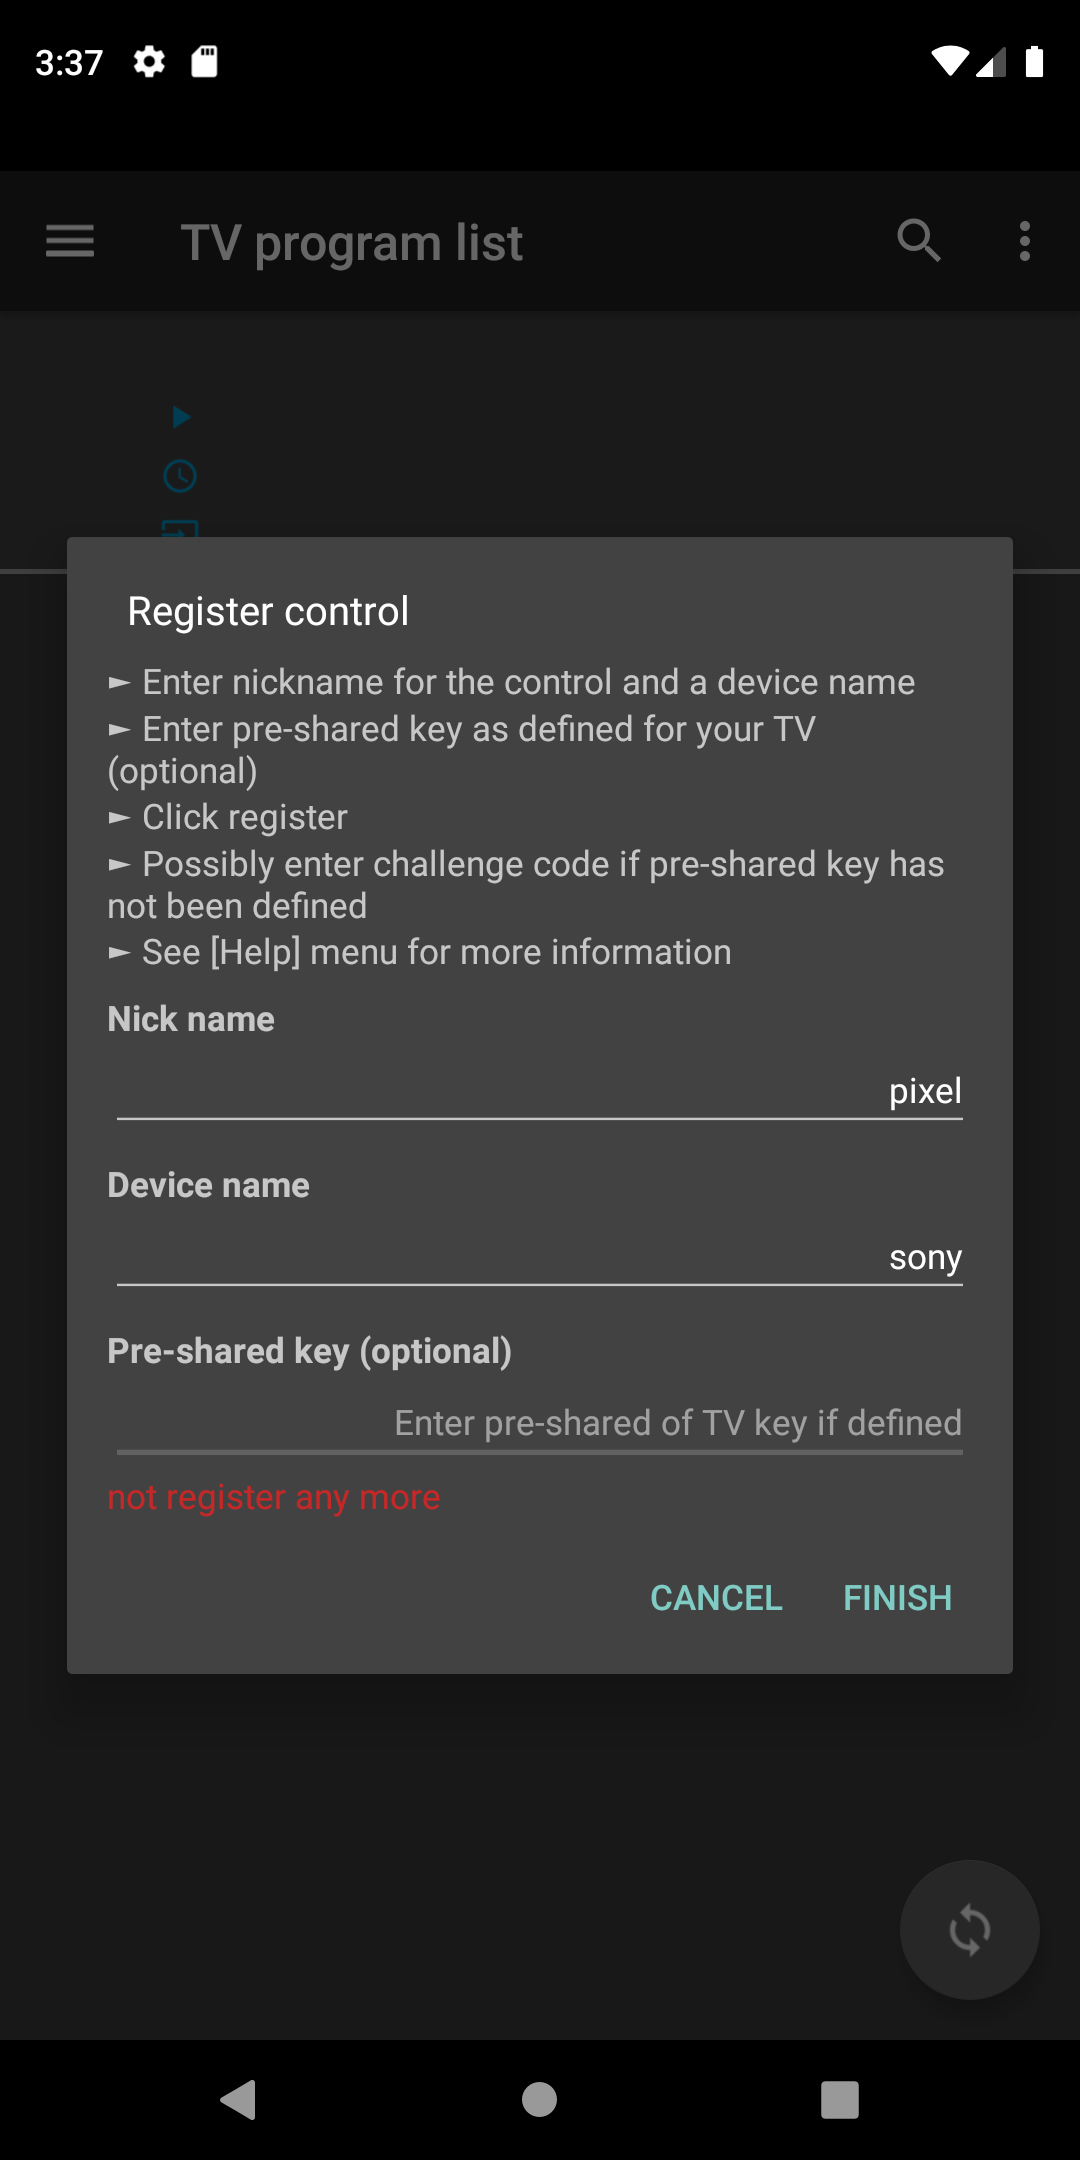 3:37
TV program list
Register control
► Enter nickname for the control and a device name
► Enter pre-shared key as defined for your TV
(optional)
► Click register
► Possibly enter challenge code if pre-shared key has
not been defined
► See [Help] menu for more information
Nick name
pixel
Device name
sony
Pre-shared key (optional)
Enter pre-shared of TV key if defined
not register any more
CANCEL FINISH